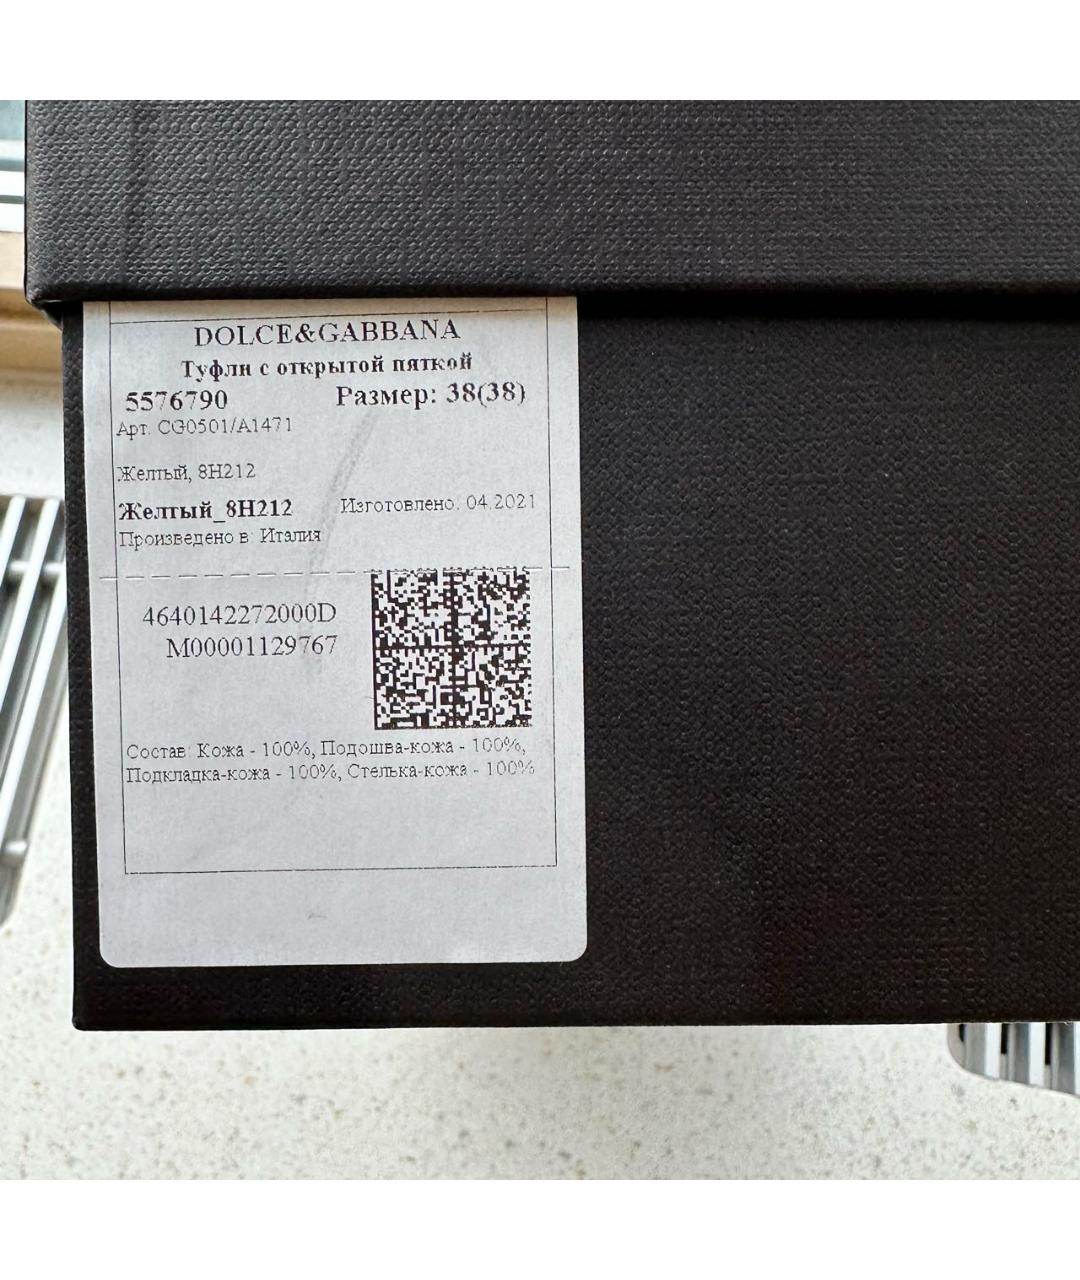 DOLCE&GABBANA
Туфли с открытой пяткой
5576790 Размер: 38(38)
Арт. CG0501/A1471
Желтый, 8H212
Желтый_8H212 Изготовлено: 04.2021
Произведено в: Италия
4640142272000D
M00001129767
Состав: Кожа - 100%, Подошва-кожа - 100%,
Подкладка-кожа - 100%, Стелька-кожа - 100%